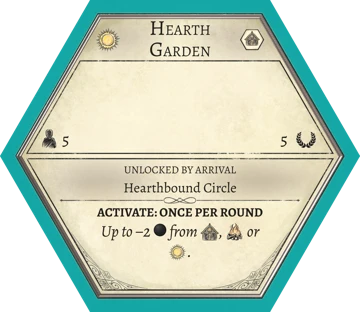 HEARTH
GARDEN
5 5
UNLOCKED BY ARRIVAL
Hearthbound Circle
ACTIVATE: ONCE PER ROUND
Up to –2 from , or
.